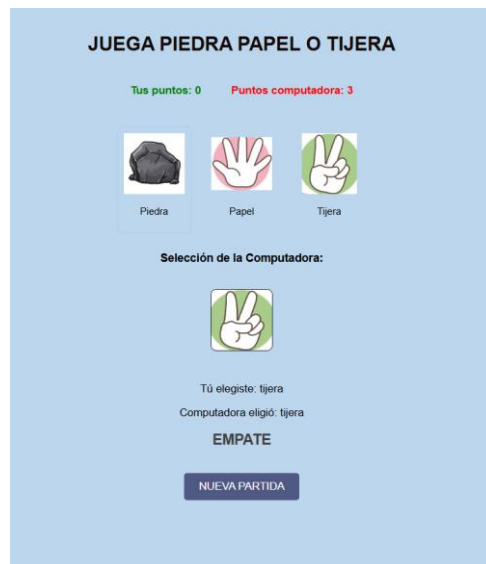 JUEGA PIEDRA PAPEL O TIJERA
Tus puntos: 0 Puntos computadora: 3
Piedra Papel Tijera
Selección de la Computadora:
Tú elegiste: tijera
Computadora eligió: tijera
EMPATE
NUEVA PARTIDA